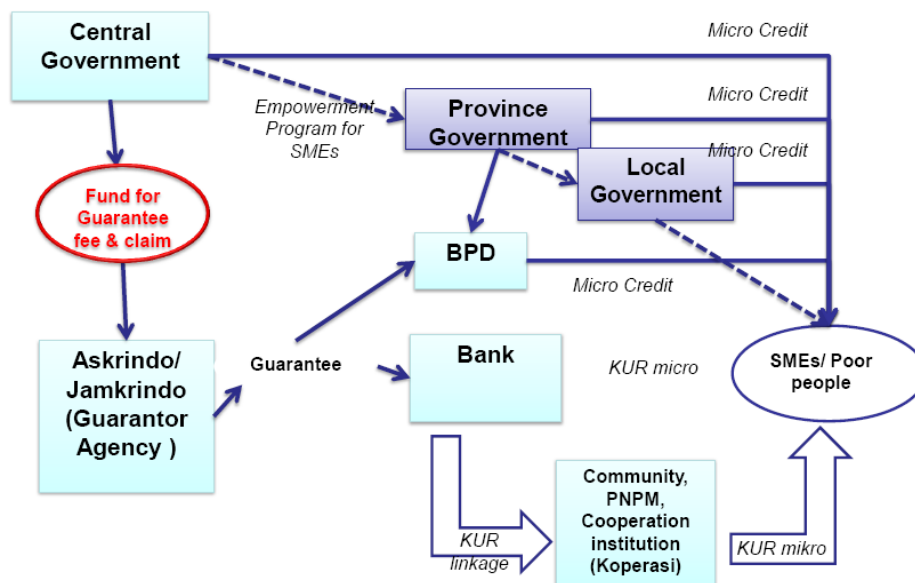 Central
Government
Micro Credit
Empowerment
Program for
SMEs
Province
Government
Micro Credit
Local
Government
Micro Credit
Fund for
Guarantee
fee & claim
BPD
Micro Credit
Askrindo/
Jamkrindo
(Guarantor
Agency )
Guarantee
Bank
KUR micro
SMEs/ Poor
people
KUR
linkage
Community,
PNPM,
Cooperation
institution
(Koperasi)
KUR mikro